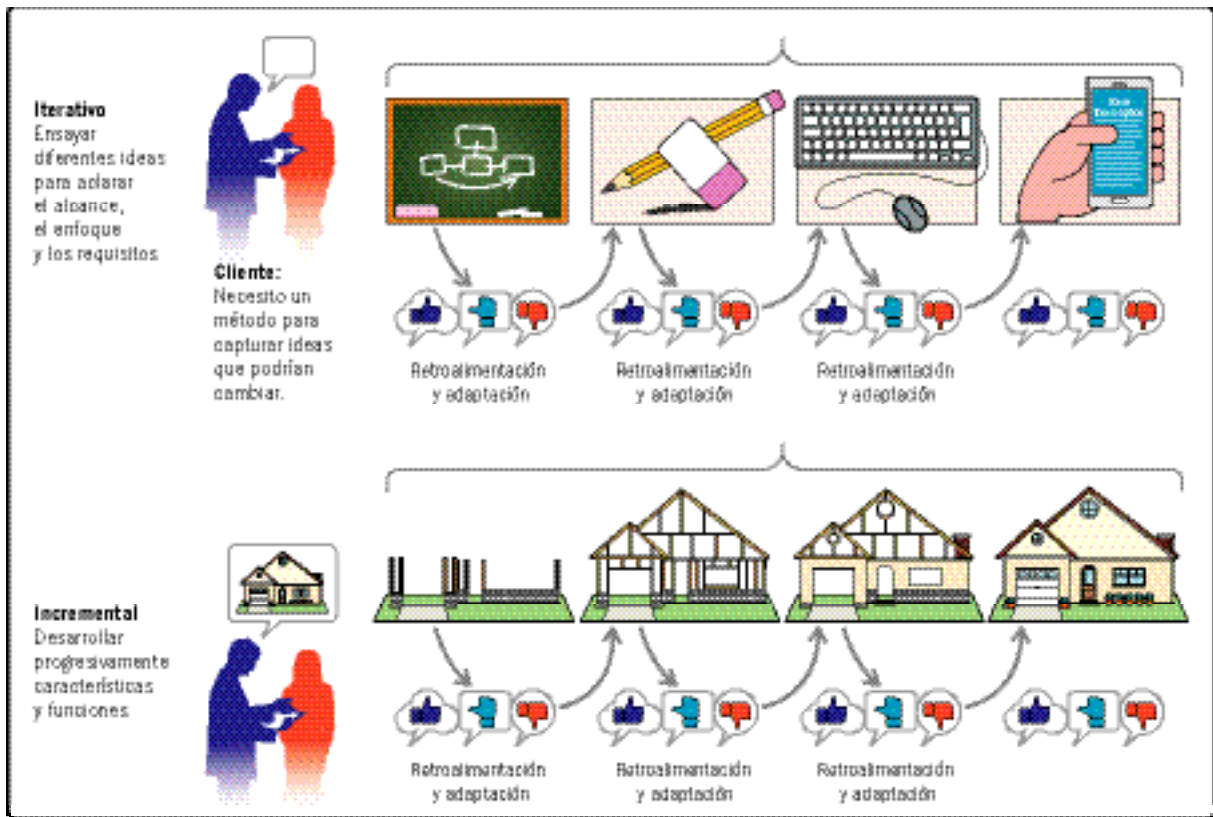 Iterativo
Ensayar
diferentes ideas
para aclarar
el alcance,
el enfoque
y los requisitos
Cliente:
Necesito un
método para
capturar ideas
que podrían
cambiar.
Retroalimentación
y adaptación
Retroalimentación
y adaptación
Retroalimentación
y adaptación
Incremental
Desarrollar
progresivamente
características
y funciones
Retroalimentación
y adaptación
Retroalimentación
y adaptación
Retroalimentación
y adaptación